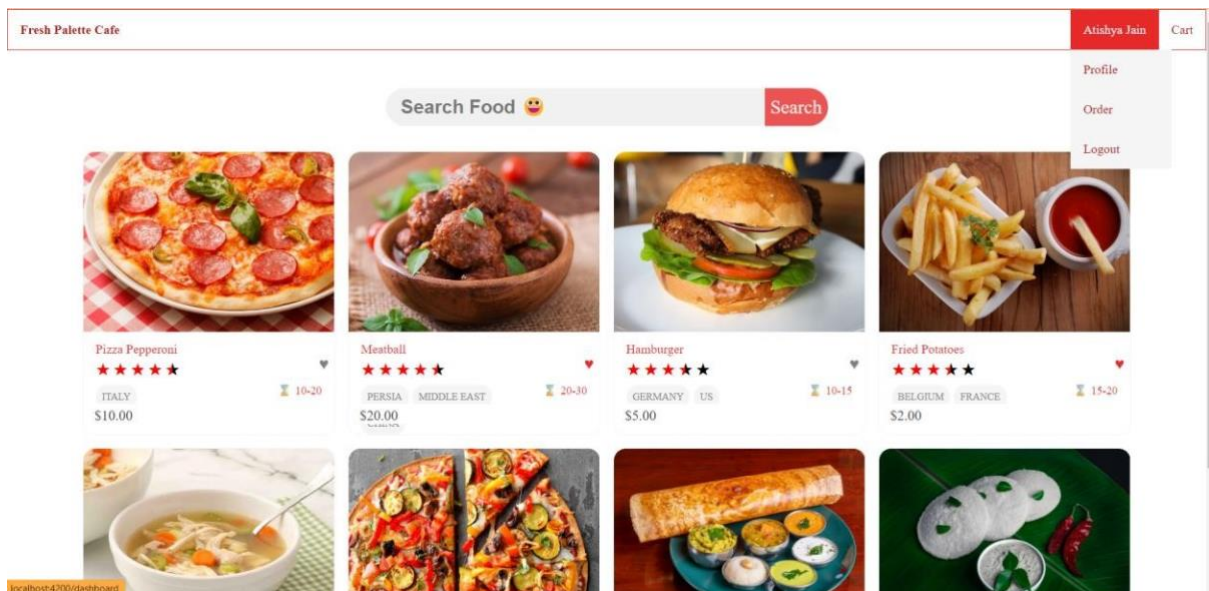 Fresh Palette Cafe
Atishya Jain
Cart
Profile
Order
Logout
Search Food 😀
Search
Pizza Pepperoni
ITALY
10-20
$10.00
Meatball
PERSIA
MIDDLE EAST
20-30
$20.00
Hamburger
GERMANY
US
10-15
$5.00
Fried Potatoes
BELGIUM
FRANCE
15-20
$2.00
localhost:4200/dashboard